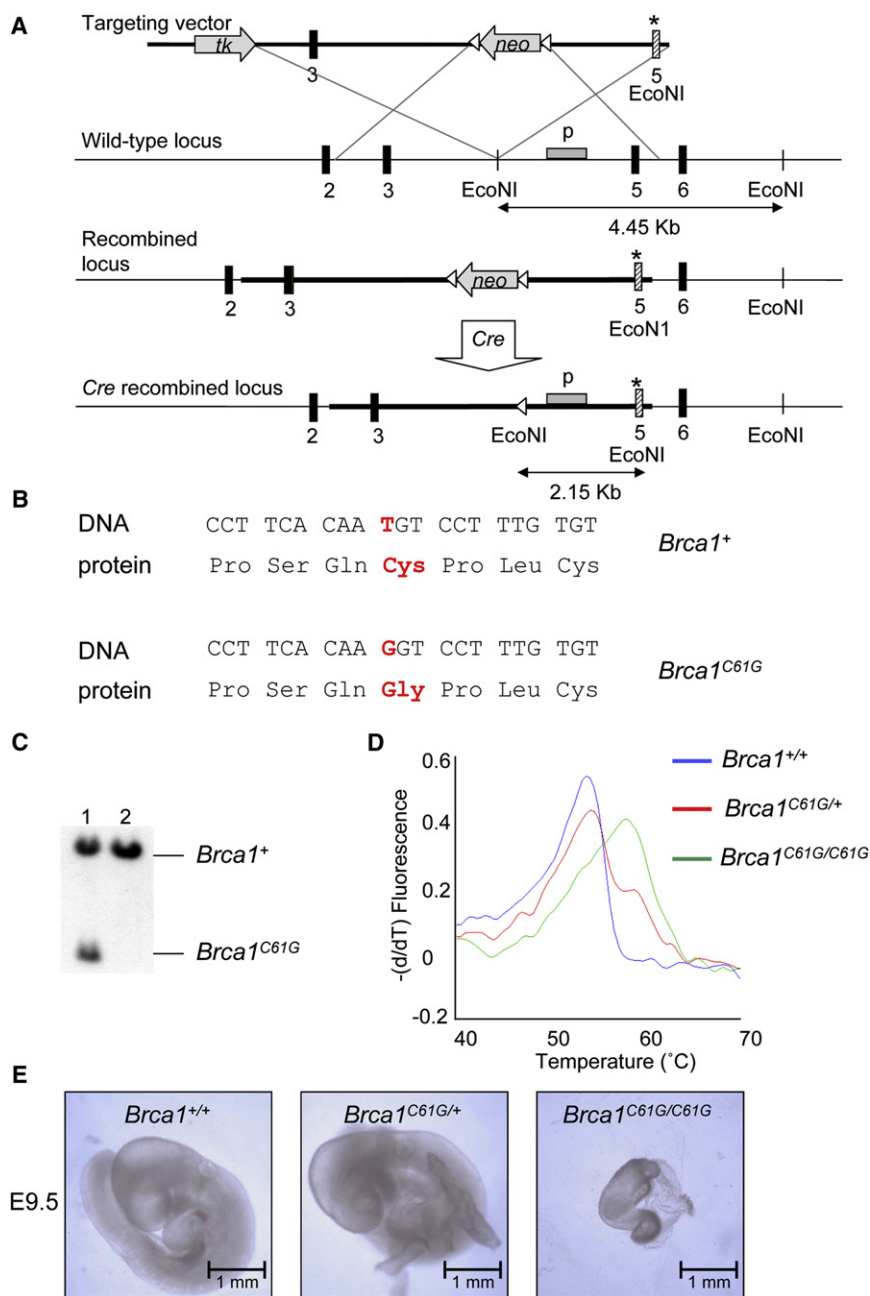 A
Targeting vector
tk
3
neo
*
5
EcoNI
Wild-type locus
p
2
3
EcoNI
5
6
EcoNI
4.45 Kb
Recombined
locus
neo
*
2
3
5
6
EcoNI
EcoN1
Cre
Cre recombined locus
p
*
2
3
EcoNI
5
6
EcoNI
EcoNI
2.15 Kb
B
DNA CCT TCA CAA TGT CCT TTG TGT
protein Pro Ser Gln Cys Pro Leu Cys
Brca1+
DNA CCT TCA CAA GGT CCT TTG TGT
protein Pro Ser Gln Gly Pro Leu Cys
Brca1C61G
C
1 2
Brca1+
Brca1C61G
D
-(d/dT) Fluorescence
0.6
0.4
0.2
0
-0.2
40 50 60 70
Temperature (˚C)
Brca1+/+
Brca1C61G/+
Brca1C61G/C61G
E
E9.5
Brca1+/+
1 mm
Brca1C61G/+
1 mm
Brca1C61G/C61G
1 mm